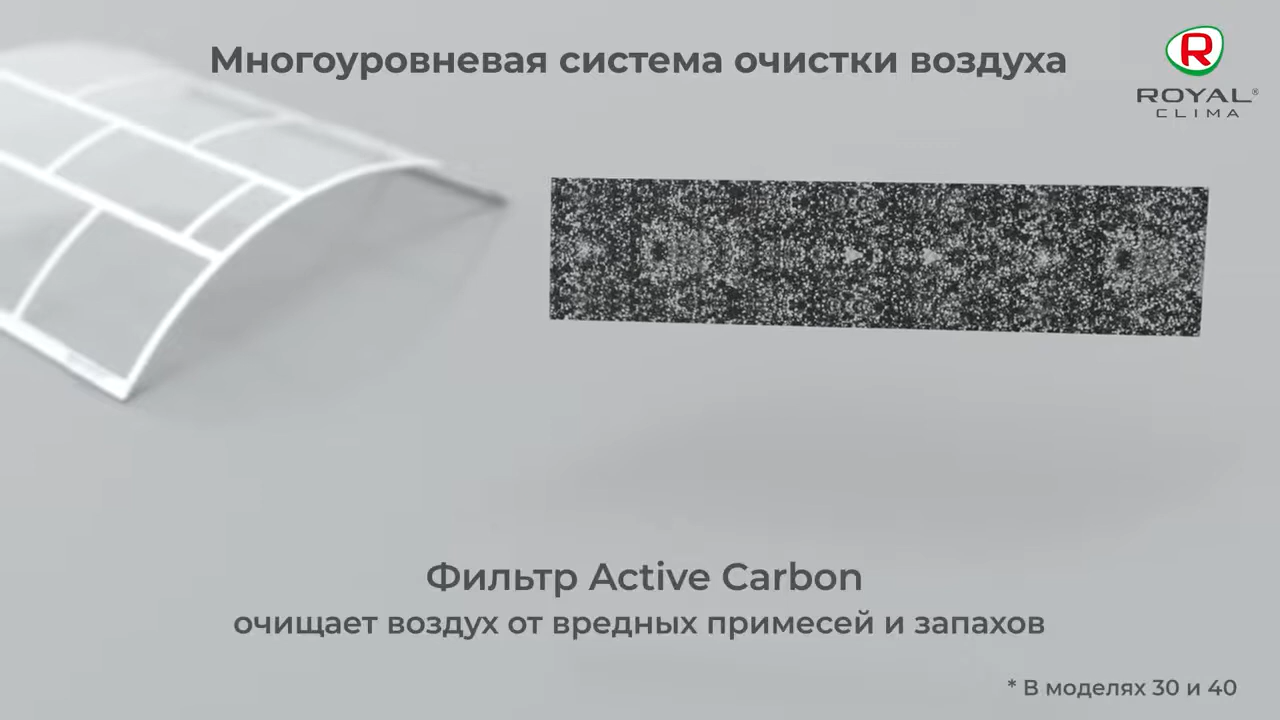 Многоуровневая система очистки воздуха
R
ROYAL®
CLIMA
Фильтр Active Carbon
очищает воздух от вредных примесей и запахов
* В моделях 30 и 40